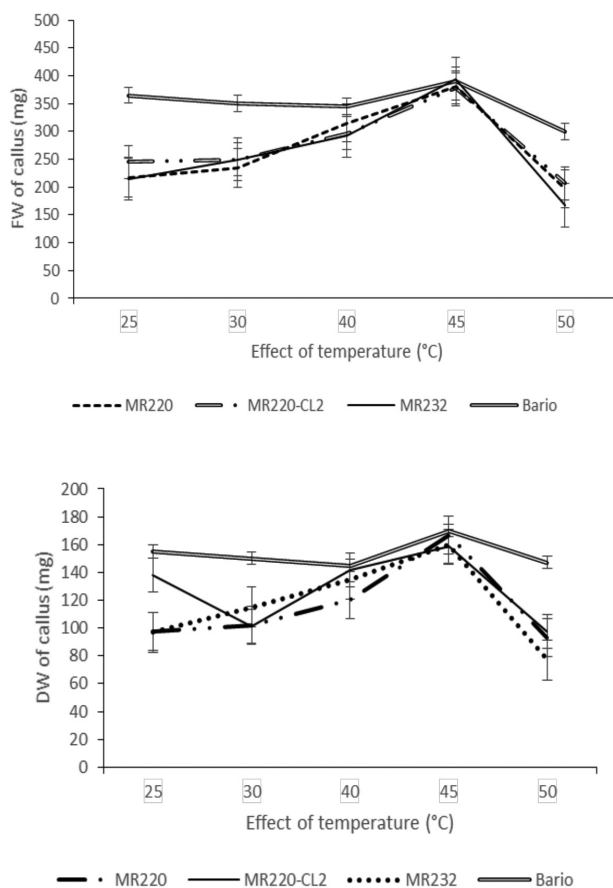 500
450
400
350
300
250
200
150
100
50
0
FW of callus (mg)
25 30 40 45 50
Effect of temperature (°C)
MR220 MR220-CL2 MR232 Bario
200
180
160
140
120
100
80
60
40
20
0
DW of callus (mg)
25 30 40 45 50
Effect of temperature (°C)
MR220 MR220-CL2 MR232 Bario